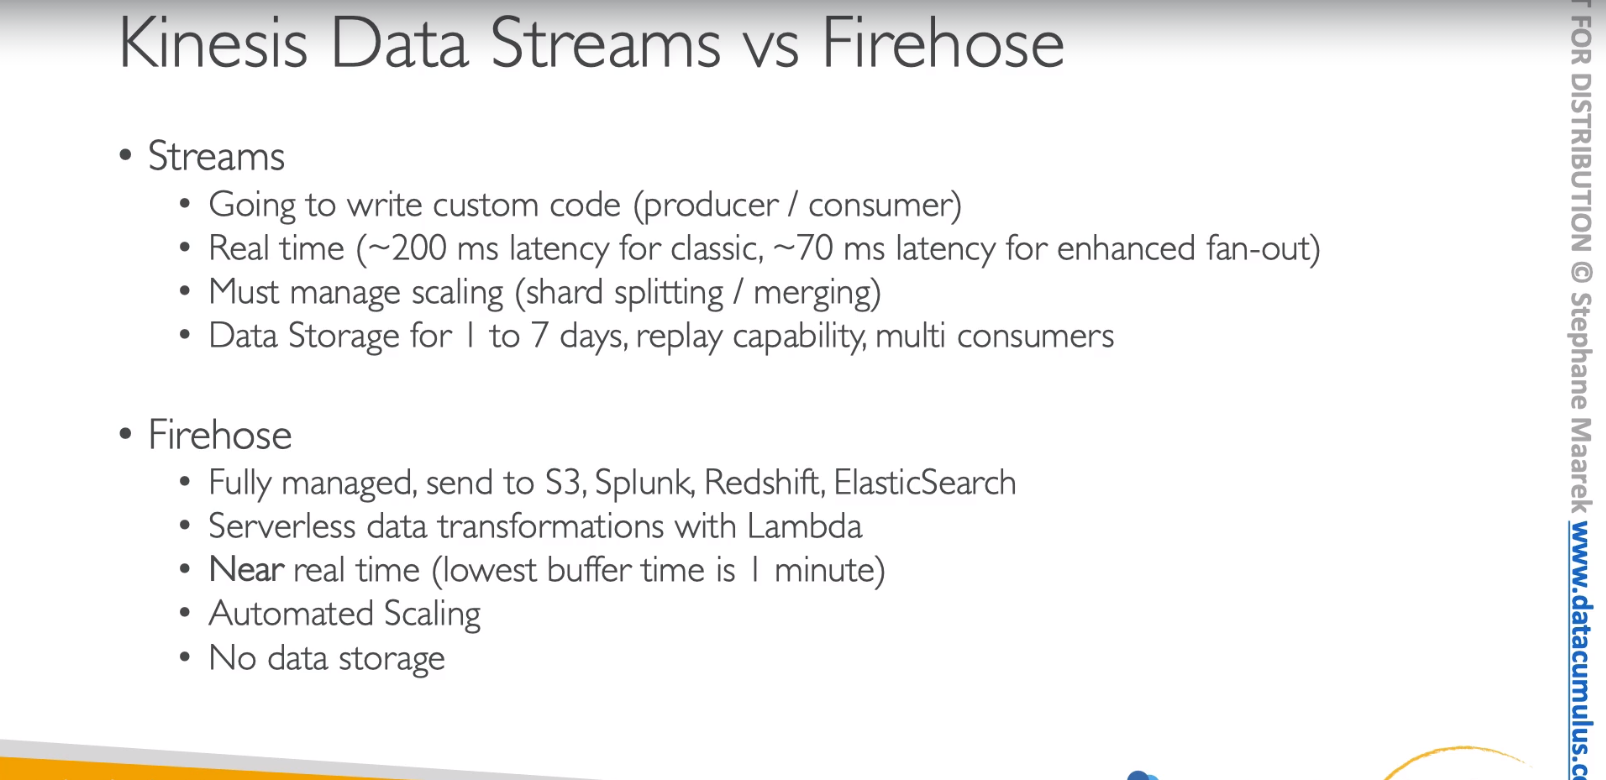 Kinesis Data Streams vs Firehose
• Streams
• Going to write custom code (producer / consumer)
• Real time (~200 ms latency for classic, ~70 ms latency for enhanced fan-out)
• Must manage scaling (shard splitting / merging)
• Data Storage for 1 to 7 days, replay capability, multi consumers
• Firehose
• Fully managed, send to S3, Splunk, Redshift, ElasticSearch
• Serverless data transformations with Lambda
• Near real time (lowest buffer time is 1 minute)
• Automated Scaling
• No data storage
FOR DISTRIBUTION © Stephane Maarek www.datacumulus.c